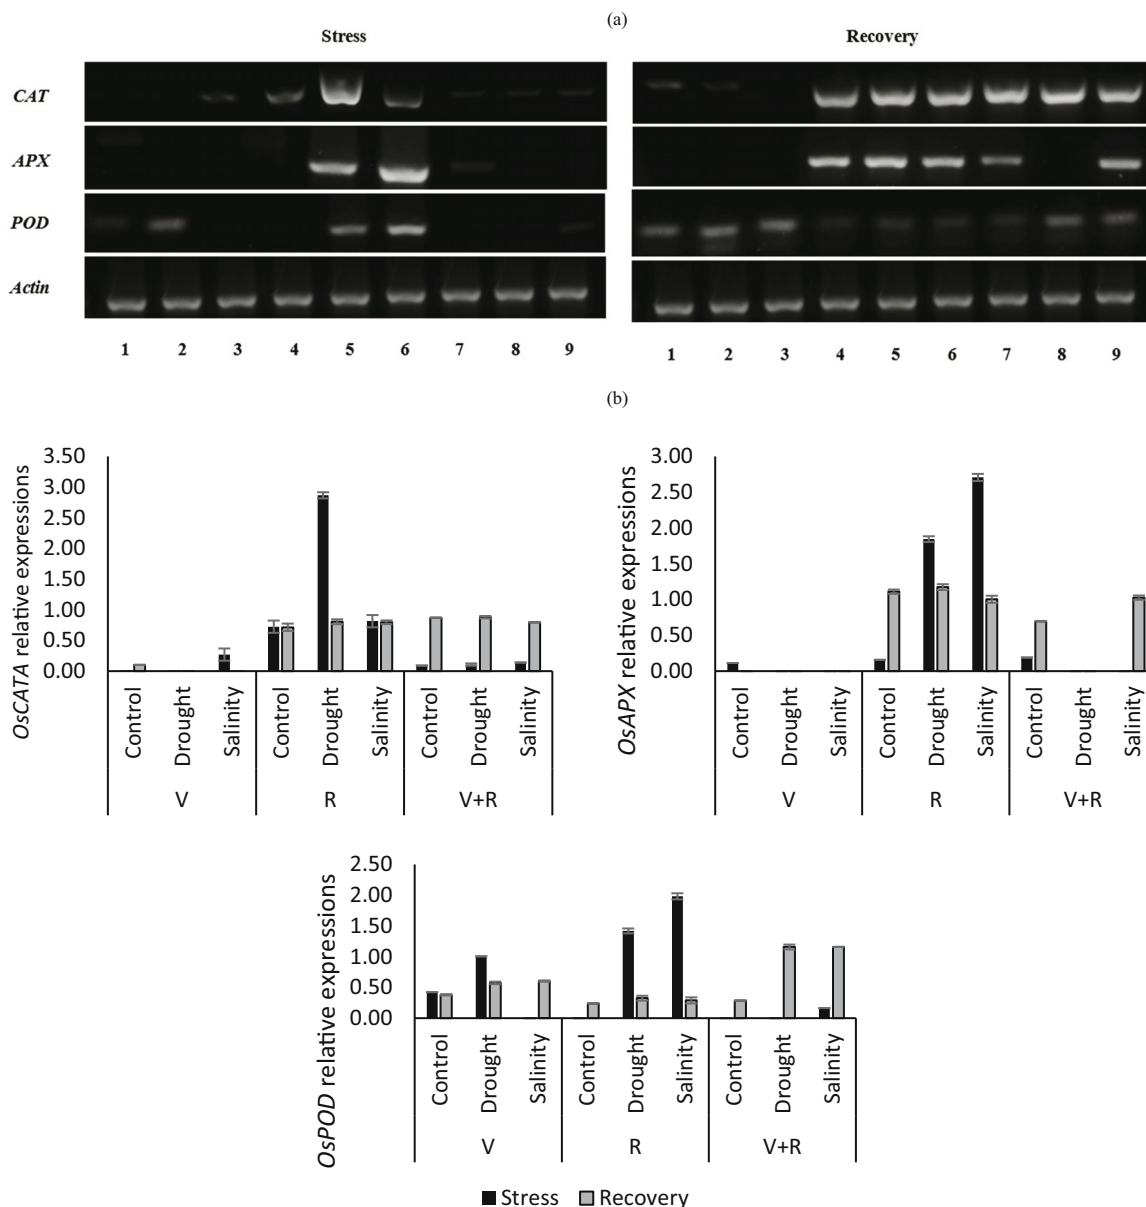 (a)
Stress
Recovery
CAT
APX
POD
Actin
1 2 3 4 5 6 7 8 9
1 2 3 4 5 6 7 8 9
(b)
OsCATA relative expressions
3.50
3.00
2.50
2.00
1.50
1.00
0.50
0.00
Control Drought Salinity Control Drought Salinity Control Drought Salinity
V R V+R
OsAPX relative expressions
3.00
2.50
2.00
1.50
1.00
0.50
0.00
Control Drought Salinity Control Drought Salinity Control Drought Salinity
V R V+R
OsPOD relative expressions
2.50
2.00
1.50
1.00
0.50
0.00
Control Drought Salinity Control Drought Salinity Control Drought Salinity
V R V+R
Stress Recovery